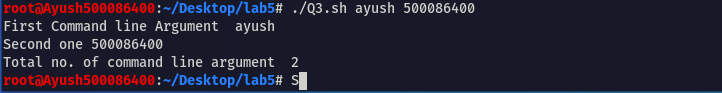 root@Ayush500086400:~/Desktop/lab5# ./Q3.sh ayush 500086400
First Command line Argument  ayush
Second one 500086400
Total no. of command line argument  2
root@Ayush500086400:~/Desktop/lab5# S